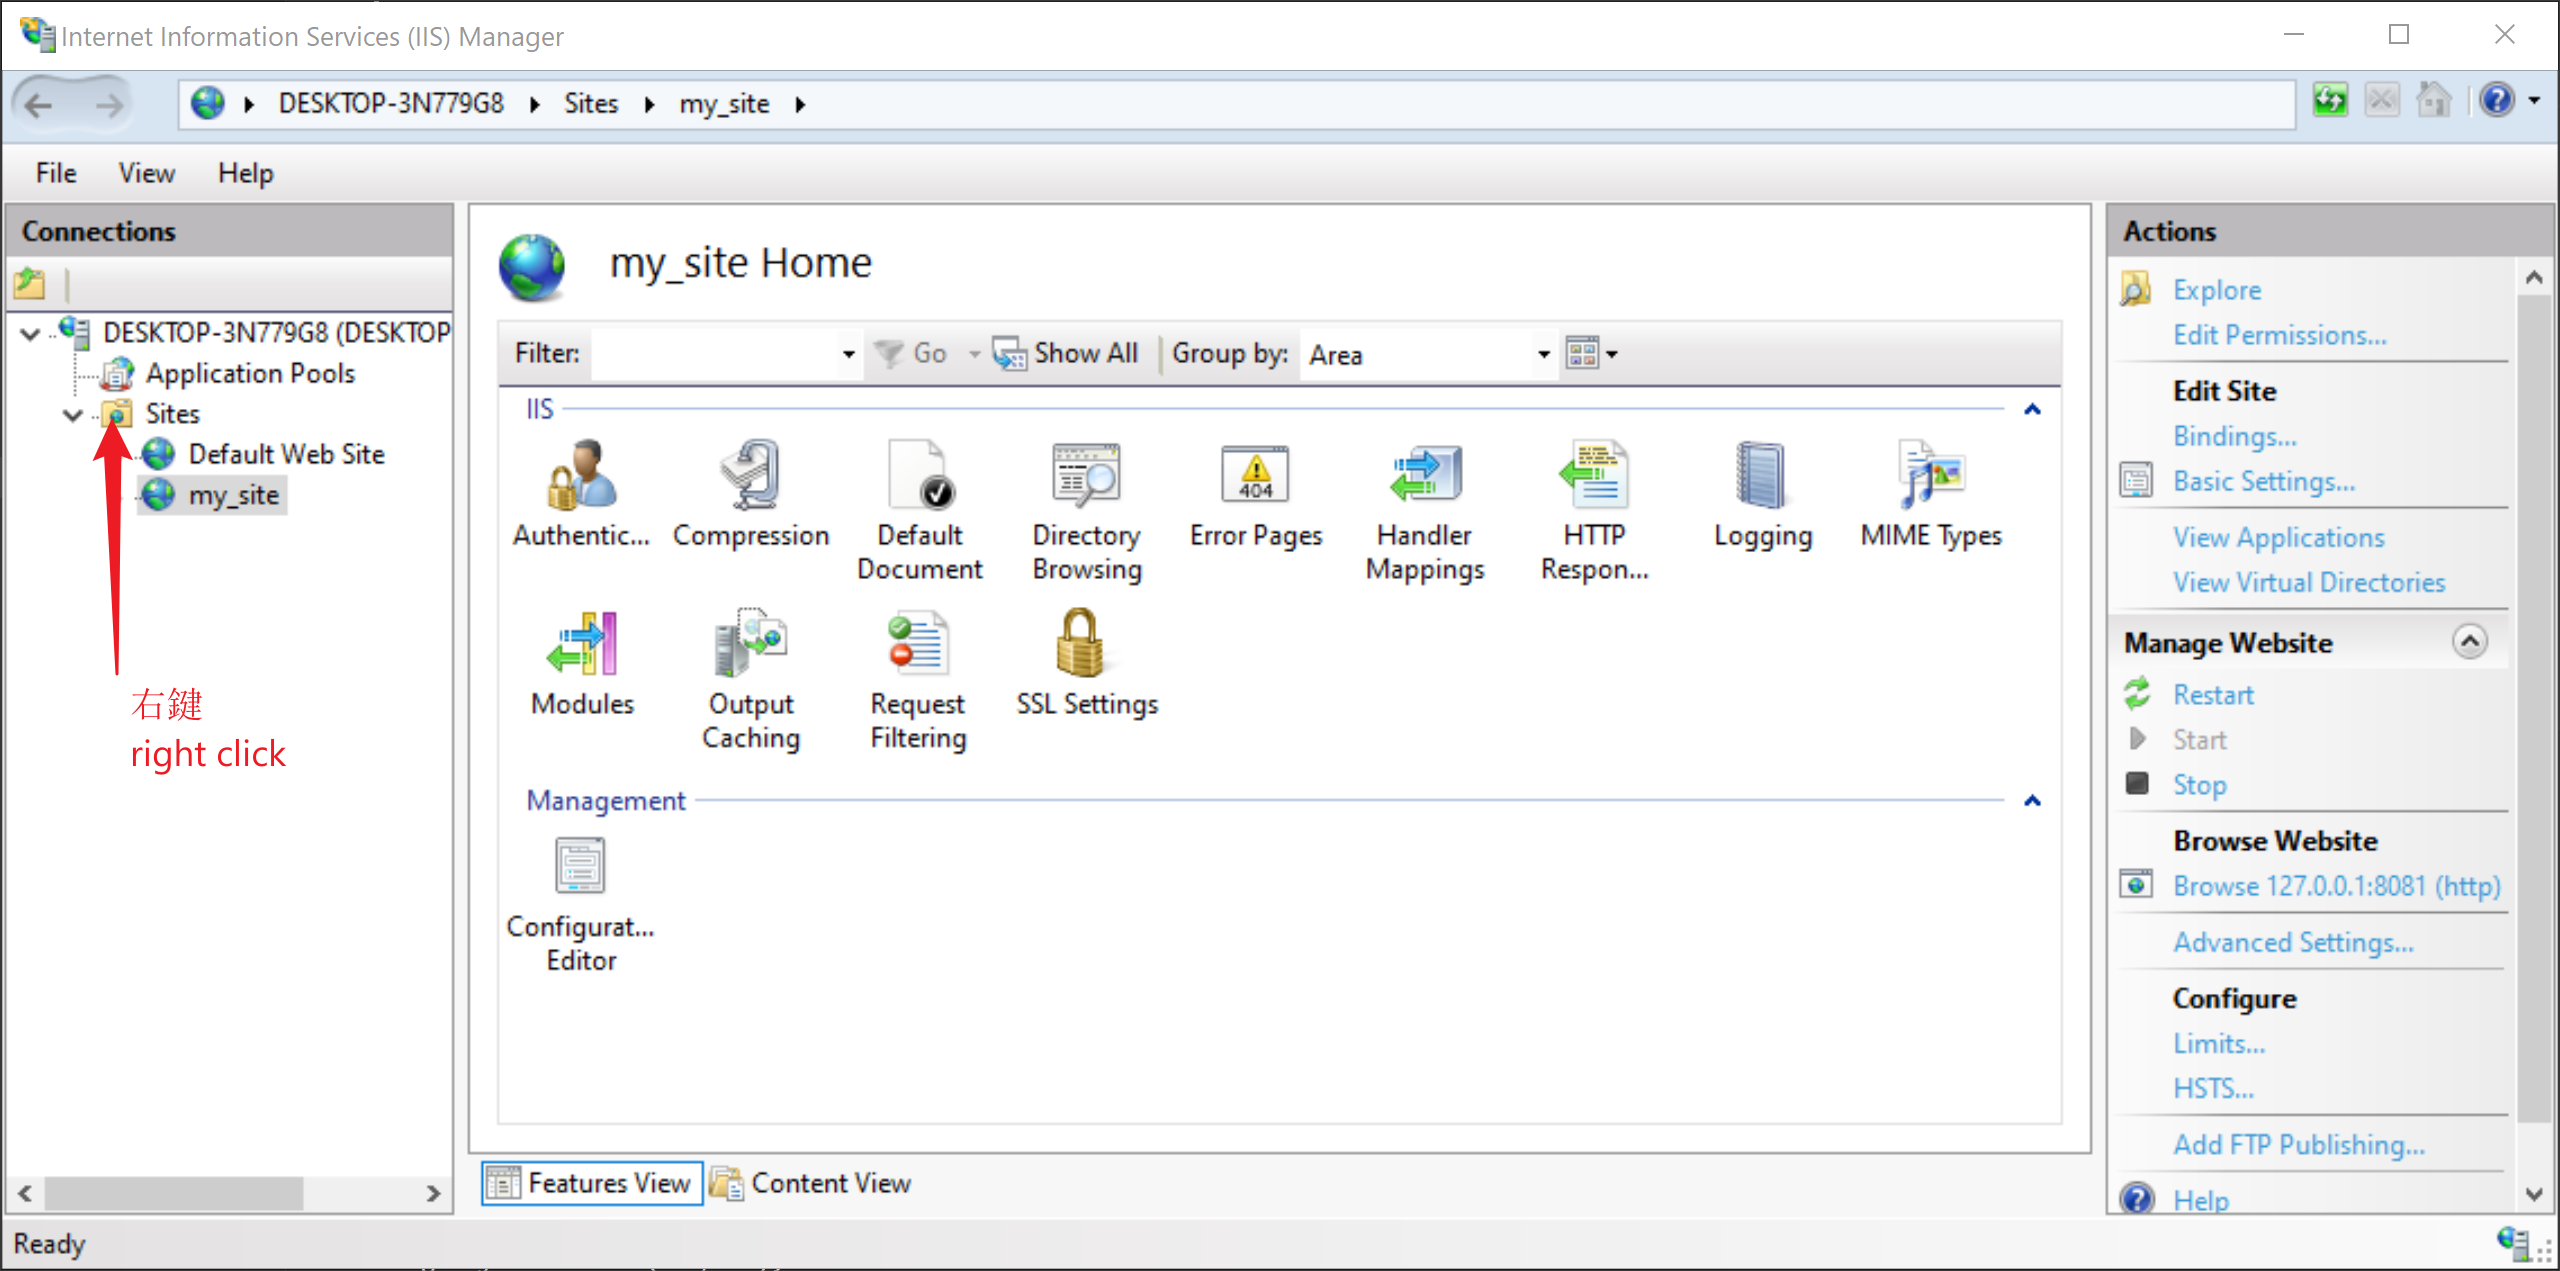 Internet Information Services (IIS) Manager
DESKTOP-3N779G8 Sites my_site
File View Help
Connections
DESKTOP-3N779G8 (DESKTOP
Application Pools
Sites
Default Web Site
my_site
右鍵
right click
my_site Home
Filter: Go Show All Group by: Area
IIS
Authentic...
Compression
Default
Document
Directory
Browsing
404
Error Pages
Handler
Mappings
HTTP
Respon...
Logging
MIME Types
Modules
Output
Caching
Request
Filtering
SSL Settings
Management
Configurat...
Editor
Features View
Content View
Actions
Explore
Edit Permissions...
Edit Site
Bindings...
Basic Settings...
View Applications
View Virtual Directories
Manage Website
Restart
Start
Stop
Browse Website
Browse 127.0.0.1:8081 (http)
Advanced Settings...
Configure
Limits...
HSTS...
Add FTP Publishing...
Help
Ready